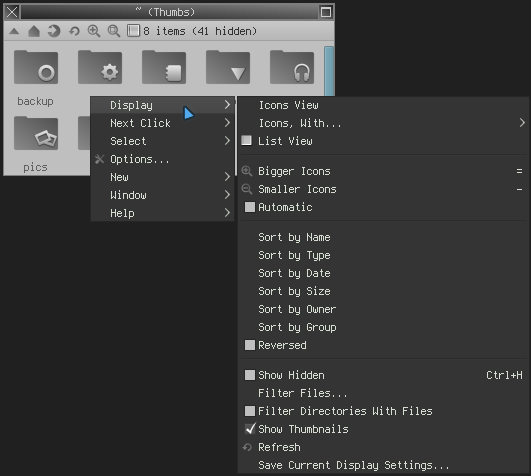 ~ (Thumbs)
8 items (41 hidden)
backup
pics
Display
Next Click
Select
Options...
New
Window
Help
Icons View
Icons, With...
List View
Bigger Icons =
Smaller Icons -
Automatic
Sort by Name
Sort by Type
Sort by Date
Sort by Size
Sort by Owner
Sort by Group
Reversed
Show Hidden Ctrl+H
Filter Files...
Filter Directories With Files
Show Thumbnails
Refresh
Save Current Display Settings...